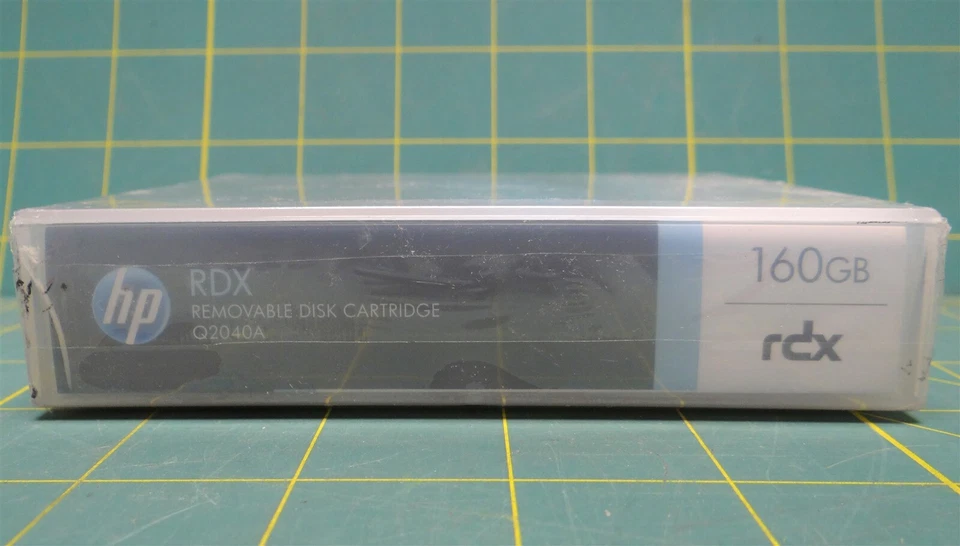 hp
RDX
REMOVABLE DISK CARTRIDGE
Q2040A
160GB
rdx